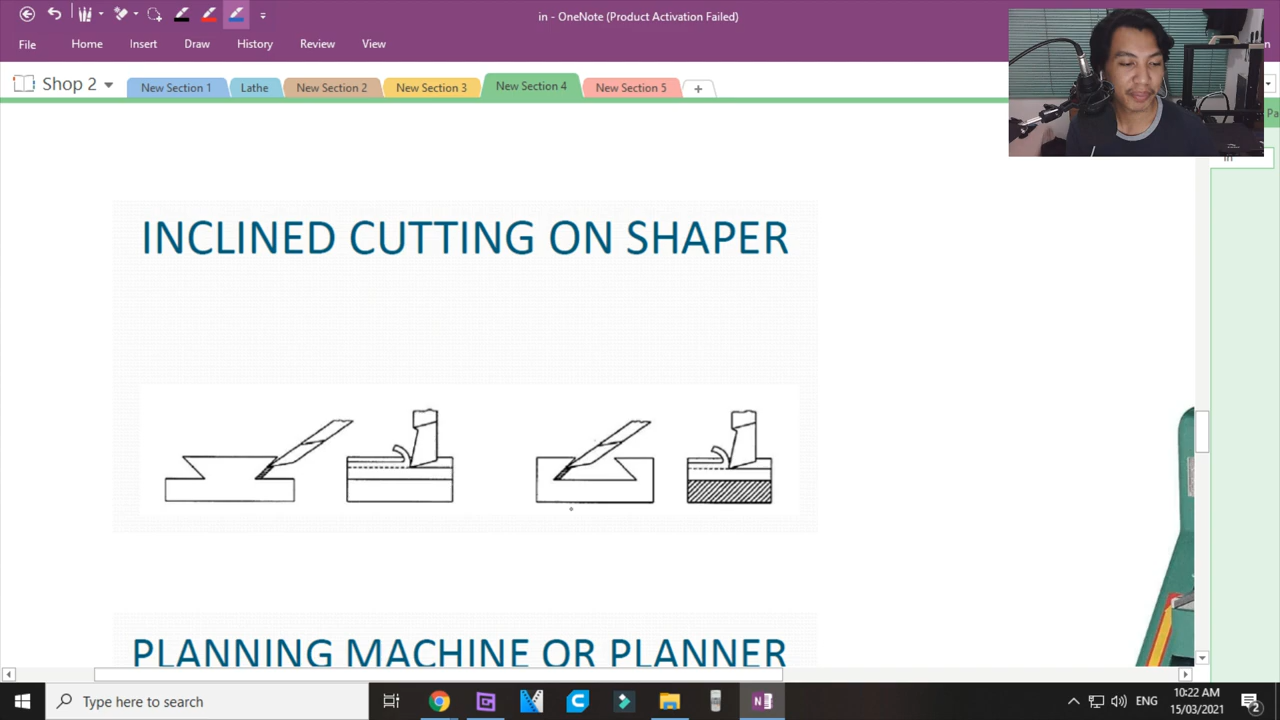 in - OneNote (Product Activation Failed)
File Home Insert Draw History Review View
Shop 2 New Section 1 Lathe New Section 2 New Section 3 New Section 4 New Section 5 +
in
INCLINED CUTTING ON SHAPER
PLANNING MACHINE OR PLANNER
Type here to search
ENG
10:22 AM
15/03/2021
2